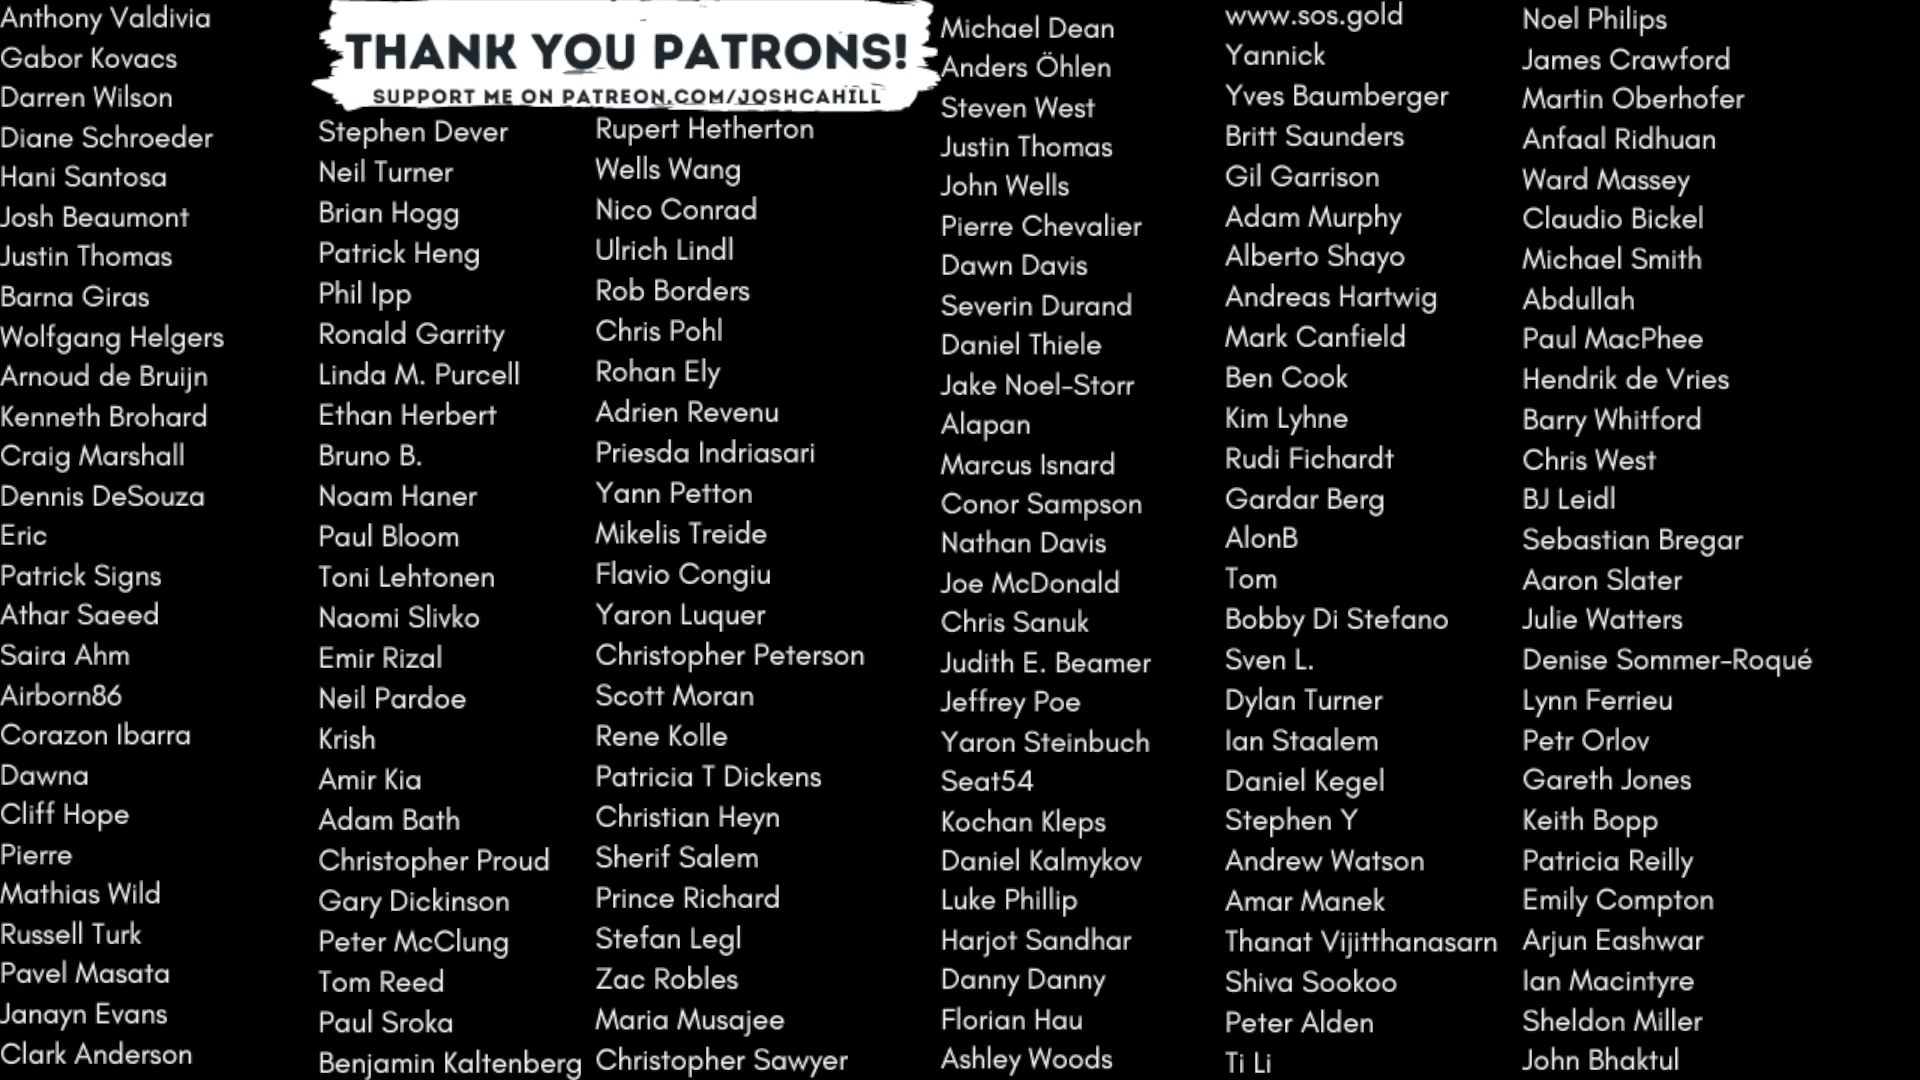 Anthony Valdivia
Gabor Kovacs
Darren Wilson
Diane Schroeder
Hani Santosa
Josh Beaumont
Justin Thomas
Barna Giras
Wolfgang Helgers
Arnoud de Bruijn
Kenneth Brohard
Craig Marshall
Dennis DeSouza
Eric
Patrick Signs
Athar Saeed
Saira Ahm
Airborn86
Corazon Ibarra
Dawna
Cliff Hope
Pierre
Mathias Wild
Russell Turk
Pavel Masata
Janayn Evans
Clark Anderson
THANK YOU PATRONS!
SUPPORT ME ON PATREON.COM/JOSHCAHILL
Stephen Dever
Neil Turner
Brian Hogg
Patrick Heng
Phil Ipp
Ronald Garrity
Linda M. Purcell
Ethan Herbert
Bruno B.
Noam Haner
Paul Bloom
Toni Lehtonen
Naomi Slivko
Emir Rizal
Neil Pardoe
Krish
Amir Kia
Adam Bath
Christopher Proud
Gary Dickinson
Peter McClung
Tom Reed
Paul Sroka
Benjamin Kaltenberg
Rupert Hetherton
Wells Wang
Nico Conrad
Ulrich Lindl
Rob Borders
Chris Pohl
Rohan Ely
Adrien Revenu
Priesda Indriasari
Yann Petton
Mikelis Treide
Flavio Congiu
Yaron Luquer
Christopher Peterson
Scott Moran
Rene Kolle
Patricia T Dickens
Christian Heyn
Sherif Salem
Prince Richard
Stefan Legl
Zac Robles
Maria Musajee
Christopher Sawyer
Michael Dean
Anders Öhlen
Steven West
Justin Thomas
John Wells
Pierre Chevalier
Dawn Davis
Severin Durand
Daniel Thiele
Jake Noel-Storr
Alapan
Marcus Isnard
Conor Sampson
Nathan Davis
Joe McDonald
Chris Sanuk
Judith E. Beamer
Jeffrey Poe
Yaron Steinbuch
Seat54
Kochan Kleps
Daniel Kalmykov
Luke Phillip
Harjot Sandhar
Danny Danny
Florian Hau
Ashley Woods
www.sos.gold
Yannick
Yves Baumberger
Britt Saunders
Gil Garrison
Adam Murphy
Alberto Shayo
Andreas Hartwig
Mark Canfield
Ben Cook
Kim Lyhne
Rudi Fichardt
Gardar Berg
AlonB
Tom
Bobby Di Stefano
Sven L.
Dylan Turner
Ian Staalem
Daniel Kegel
Stephen Y
Andrew Watson
Amar Manek
Thanat Vijitthanasarn
Shiva Sookoo
Peter Alden
Ti Li
Noel Philips
James Crawford
Martin Oberhofer
Anfaal Ridhuan
Ward Massey
Claudio Bickel
Michael Smith
Abdullah
Paul MacPhee
Hendrik de Vries
Barry Whitford
Chris West
BJ Leidl
Sebastian Bregar
Aaron Slater
Julie Watters
Denise Sommer-Roqué
Lynn Ferrieu
Petr Orlov
Gareth Jones
Keith Bopp
Patricia Reilly
Emily Compton
Arjun Eashwar
Ian Macintyre
Sheldon Miller
John Bhaktul